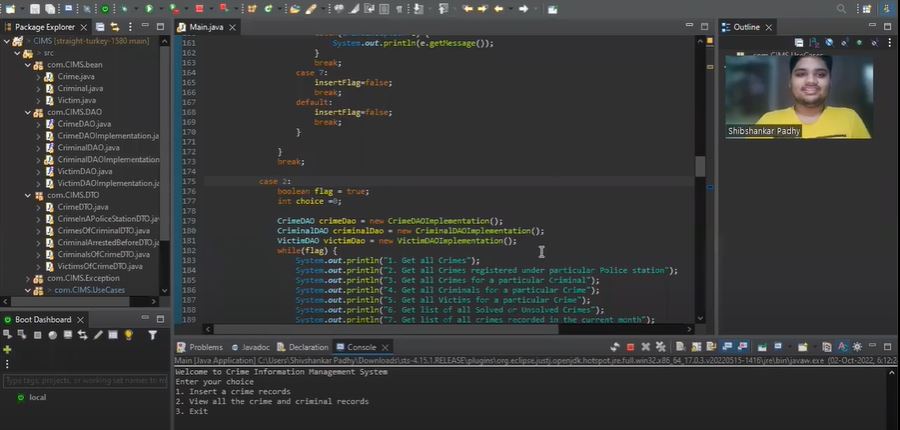 Package Explorer
CIMS [straight-turkey-1580 main]
src
com.CIMS.bean
Crime.java
Criminal.java
Victim.java
com.CIMS.DAO
CrimeDAO.java
CrimeDAOImplementation.ja
CriminalDAO.java
CriminalDAOImplementation
VictimDAO.java
VictimDAOImplementation.ja
com.CIMS.DTO
CrimeDTO.java
CrimeInAPoliceStationDTO.java
CrimesOfCriminalDTO.java
CriminalArrestedBeforeDTO.java
CriminalsOfCrimeDTO.java
VictimsOfCrimeDTO.java
com.CIMS.Exception
com.CIMS.UseCases
Boot Dashboard
Type tags, projects, or working set names to m
local
Main.java
161 System.out.println(e.getMessage());
162 }
163 break;
164 case 7:
165 insertFlag=false;
166 break;
167 default:
168 insertFlag=false;
169 break;
170 }
171
172 }
173 break;
174
175 case 2:
176 boolean flag = true;
177 int choice =0;
178
179 CrimeDAO crimeDao = new CrimeDAOImplementation();
180 CriminalDAO criminalDao = new CriminalDAOImplementation();
181 VictimDAO victimDao = new VictimDAOImplementation();
182 while(flag) {
183 System.out.println("1. Get all Crimes");
184 System.out.println("2. Get all Crimes registered under particular Police station");
185 System.out.println("3. Get all Crimes for a particular Criminal");
186 System.out.println("4. Get all Criminals for a particular Crime");
187 System.out.println("5. Get all Victims for a particular Crime");
188 System.out.println("6. Get list of all Solved or Unsolved Crimes");
189 System.out.println("7. Get list of all crimes recorded in the current month");
Outline
Shibshankar Padhy
Problems
Javadoc
Declaration
Console
Main [Java Application] C:\Users\Shivshankar Padhy\Downloads\sts-4.15.1.RELEASE\plugins\org.eclipse.justj.openjdk.hotspot.jre.full.win32.x86_64_17.0.3.v20220515-1416\jre\bin\javaw.exe (02-Oct-2022, 6:12:2
Welcome to Crime Information Management System
Enter your choice
1. Insert a crime records
2. View all the crime and criminal records
3. Exit